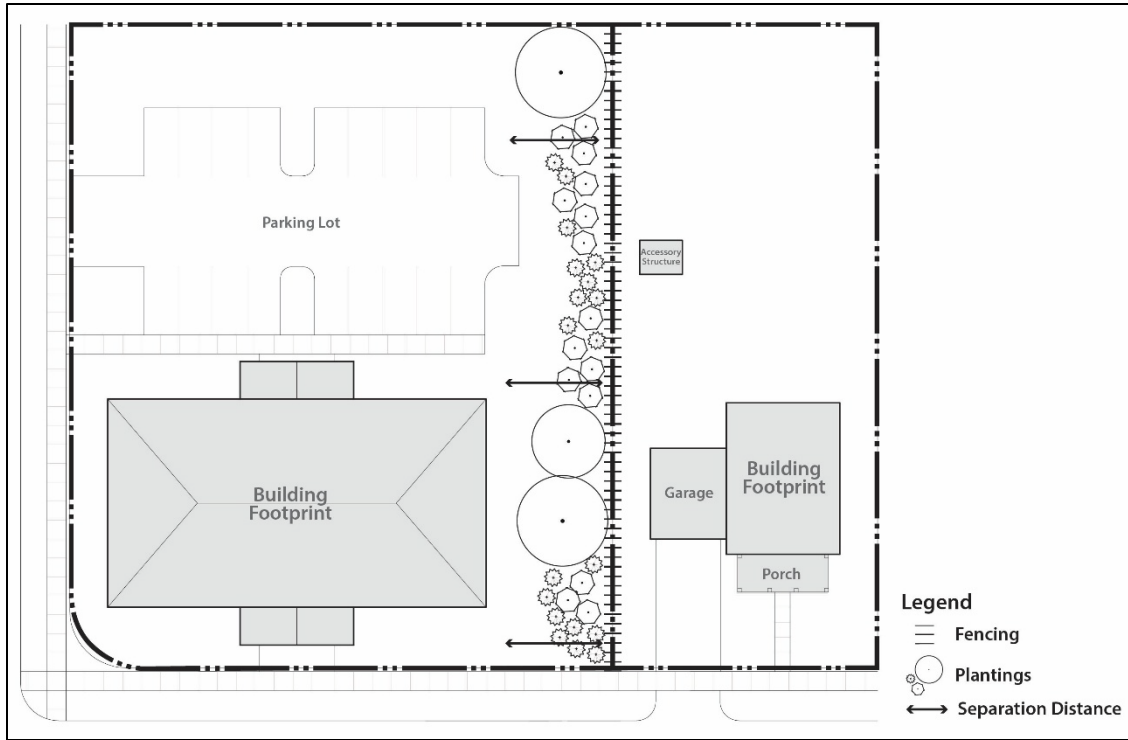 Parking Lot
Accessory
Structure
Building
Footprint
Garage
Building
Footprint
Porch
Legend
Fencing
Plantings
Separation Distance